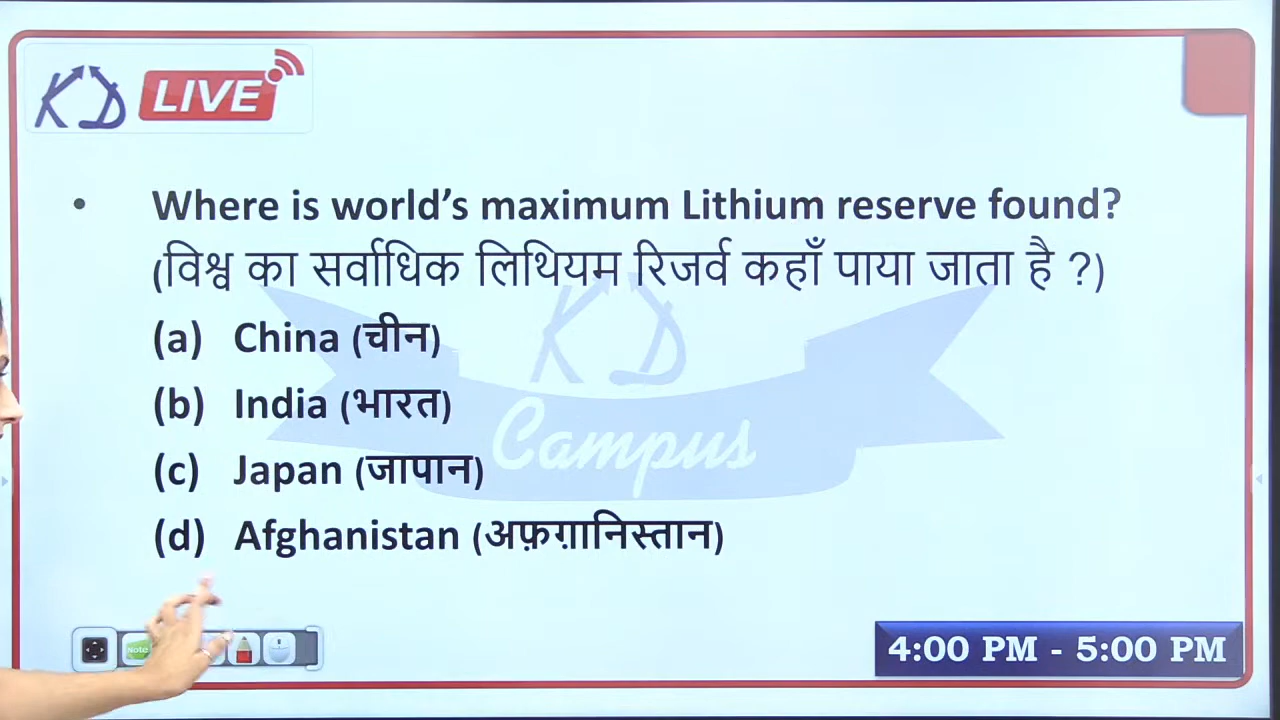 KD LIVE
• Where is world's maximum Lithium reserve found?
(विश्व का सर्वाधिक लिथियम रिजर्व कहाँ पाया जाता है ?)
(a) China (चीन)
(b) India (भारत)
(c) Japan (जापान)
(d) Afghanistan (अफ़ग़ानिस्तान)
KD
Campus
Note
4:00 PM - 5:00 PM